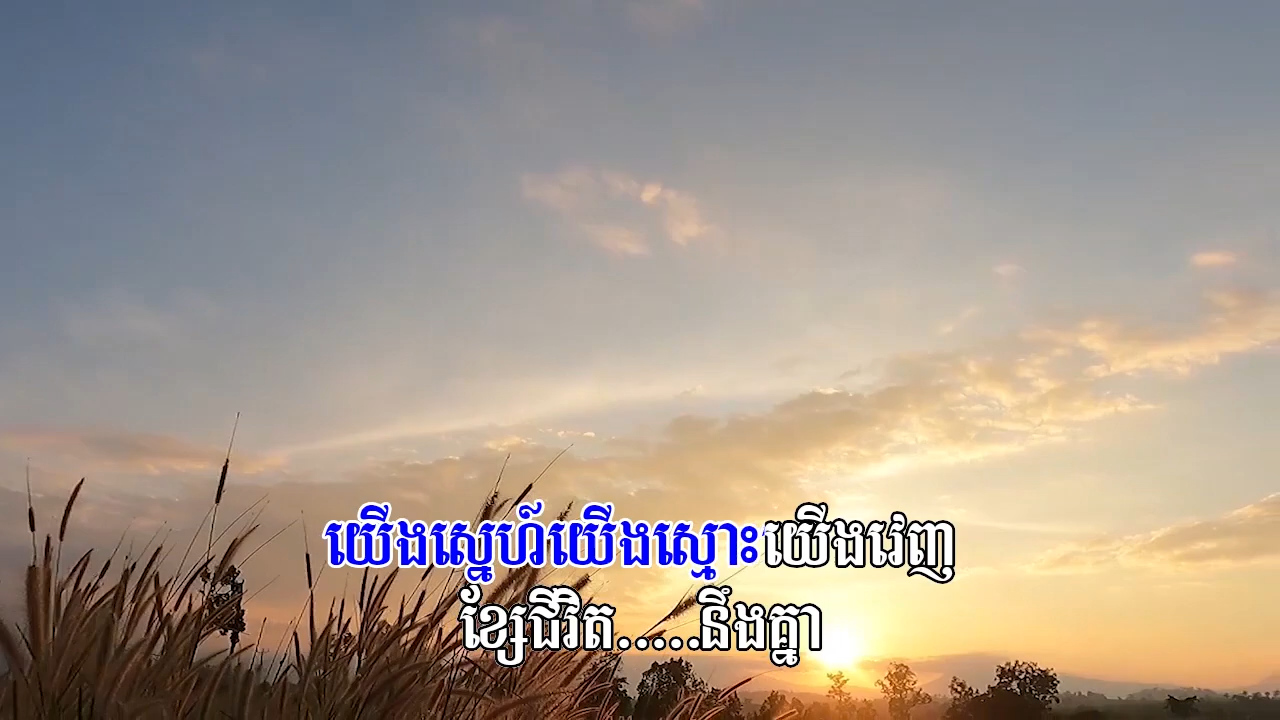 យើងស្នេហ៍យើងស្មោះយើងវេញ
ខ្សែជីវិត.....នឹងគ្នា